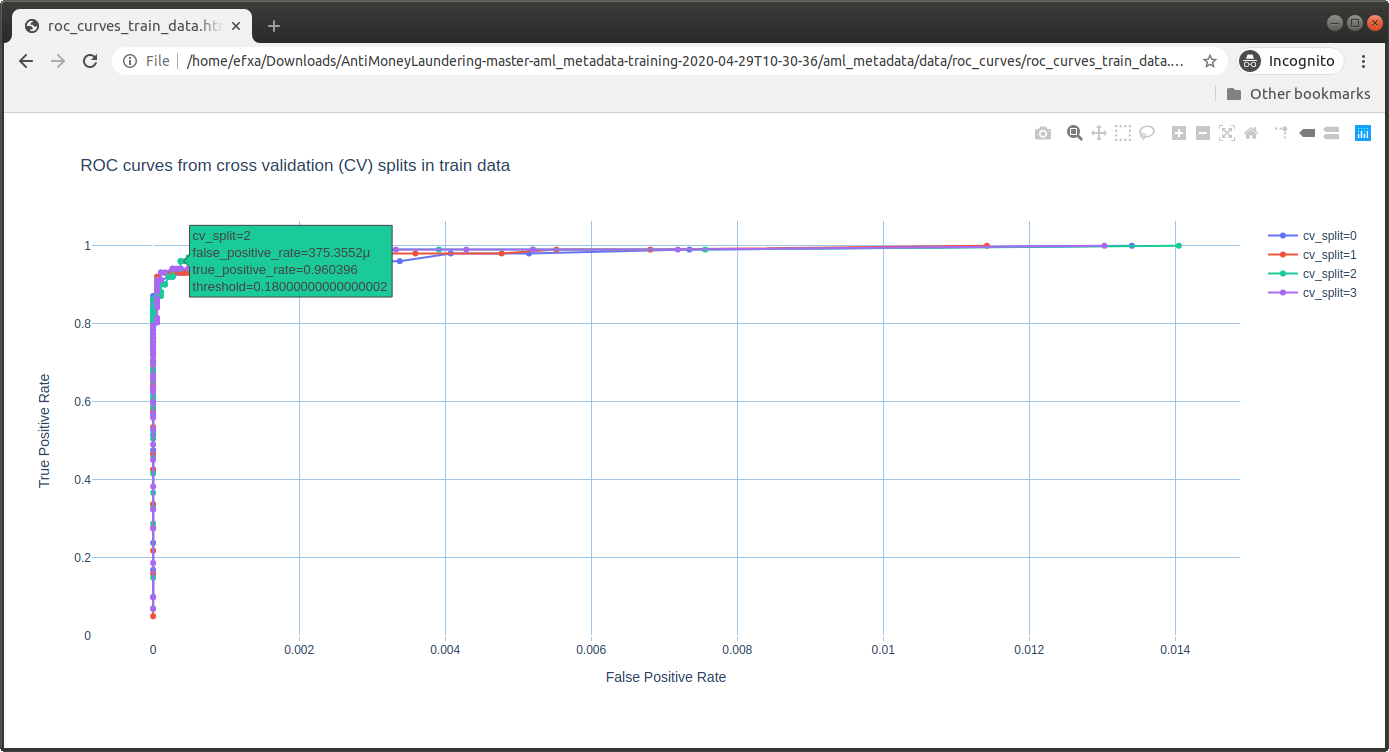 roc_curves_train_data.htm
File
/home/efxa/Downloads/AntiMoneyLaundering-master-aml_metadata-training-2020-04-29T10-30-36/aml_metadata/data/roc_curves/roc_curves_train_data....
Incognito
Other bookmarks
ROC curves from cross validation (CV) splits in train data
cv_split=2
false_positive_rate=375.3552μ
true_positive_rate=0.960396
threshold=0.18000000000000002
cv_split=0
cv_split=1
cv_split=2
cv_split=3
1
0.8
0.6
0.4
0.2
0
True Positive Rate
0 0.002 0.004 0.006 0.008 0.01 0.012 0.014
False Positive Rate